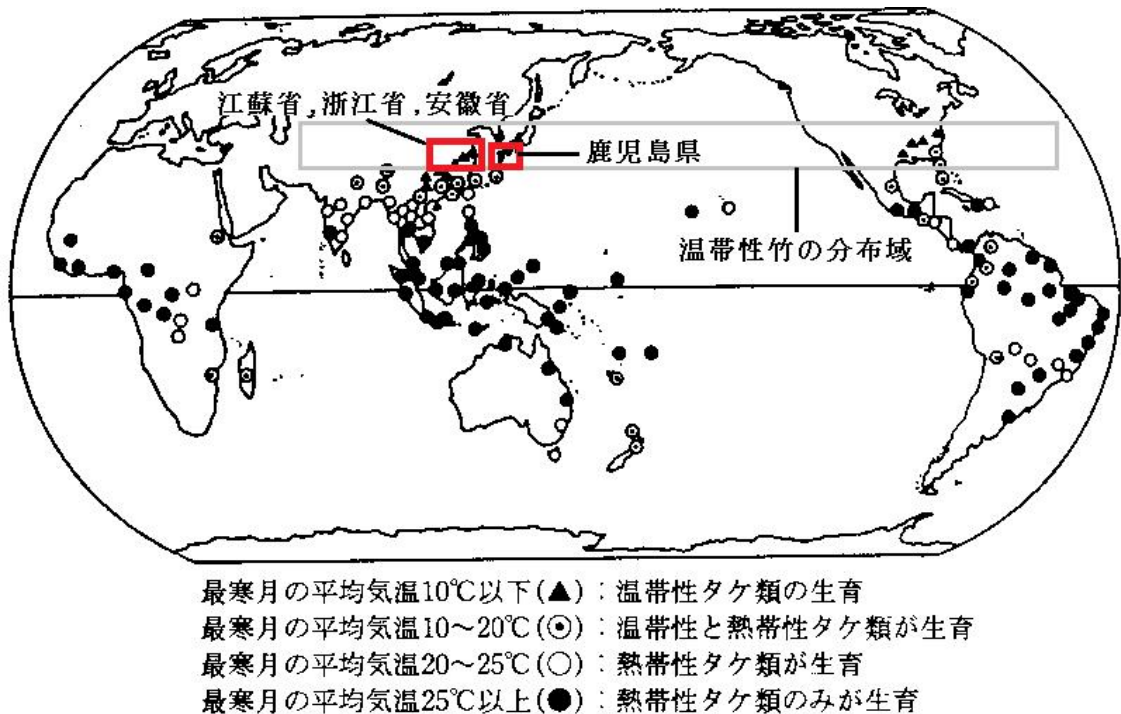 江蘇省,浙江省,安徽省
鹿児島県
温帯性竹の分布域
最寒月の平均気温10℃以下(▲)：温帯性タケ類の生育
最寒月の平均気温10〜20℃(⊙)：温帯性と熱帯性タケ類が生育
最寒月の平均気温20〜25℃(○)：熱帯性タケ類が生育
最寒月の平均気温25℃以上(●)：熱帯性タケ類のみが生育